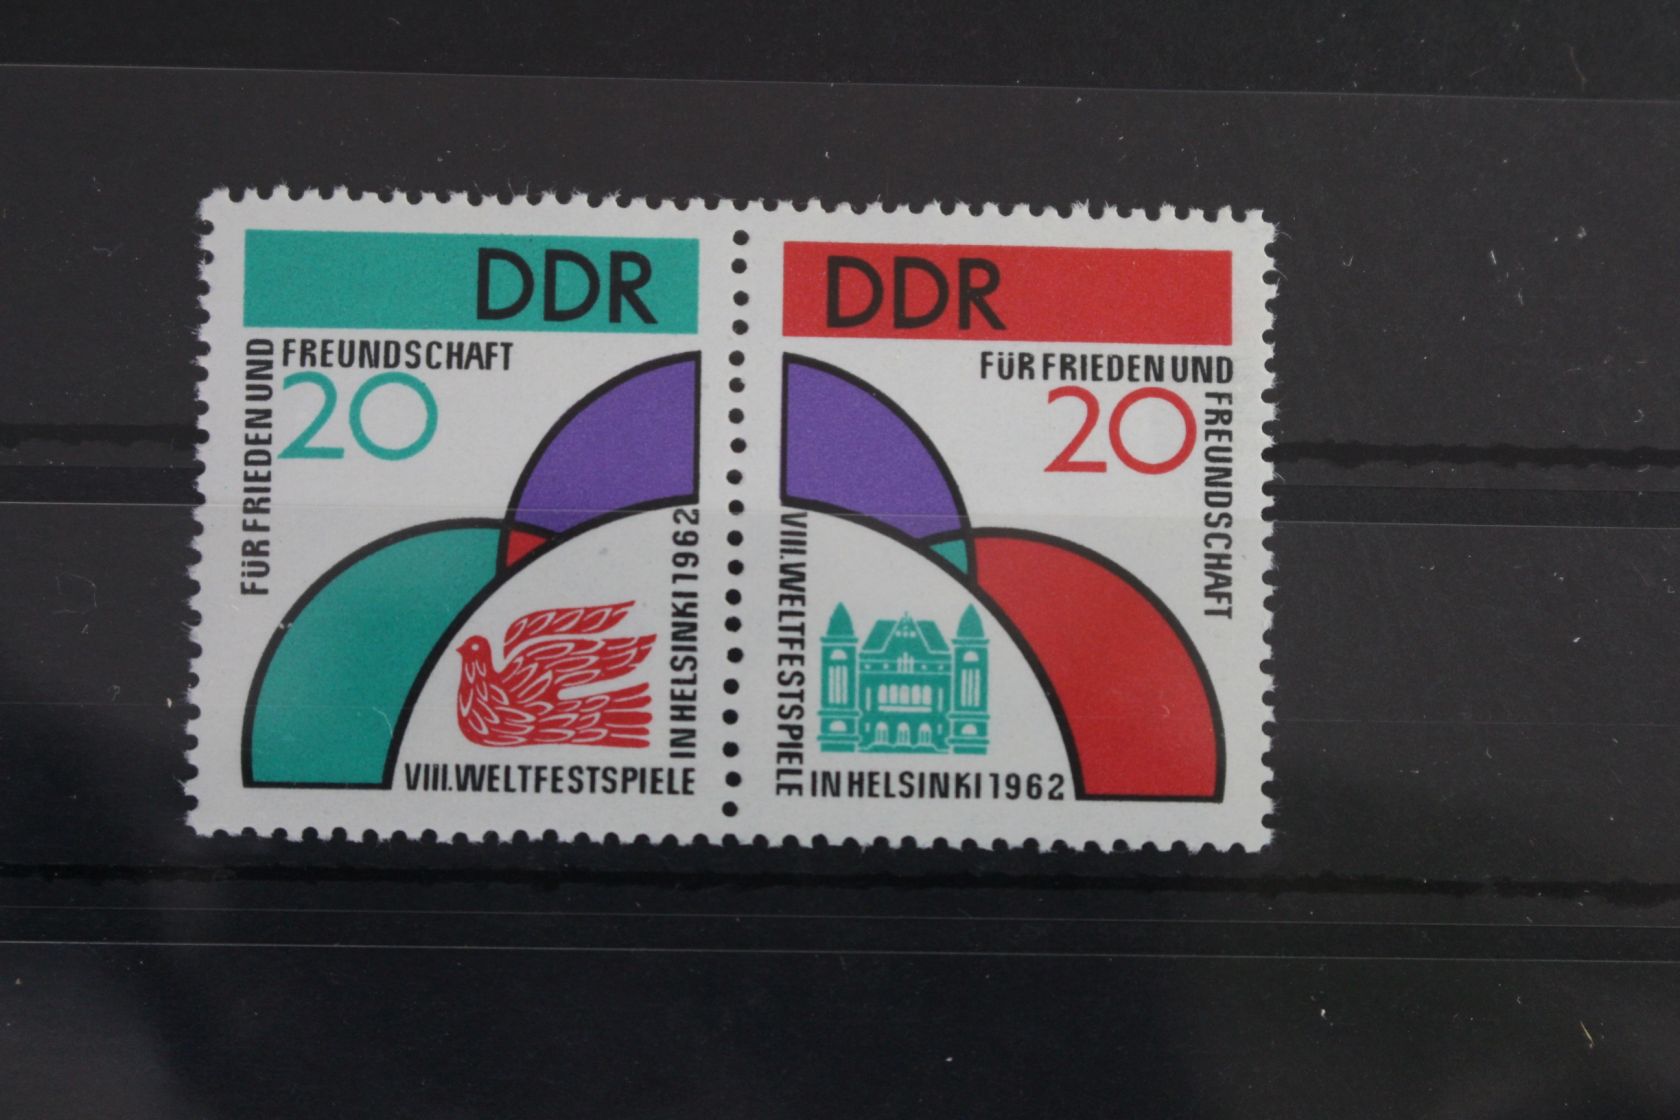 DDR
FÜR FRIEDEN UND
FREUNDSCHAFT
20
VIII. WELTFESTSPIELE
IN HELSINKI 1962
DDR
FÜR FRIEDEN UND
FREUNDSCHAFT
20
VIII. WELTFESTSPIELE
IN HELSINKI 1962